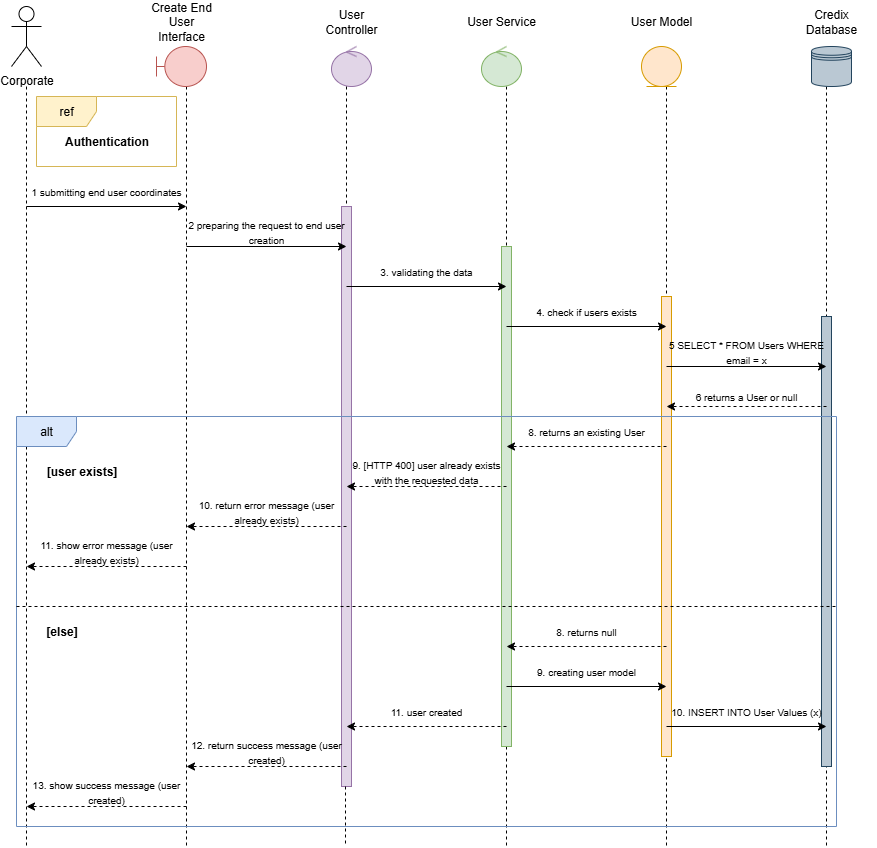 Create End
User
Interface
User
Controller
User Service
User Model
Credix
Database
Corporate
ref
Authentication
1 submitting end user coordinates
2 preparing the request to end user
creation
3. validating the data
4. check if users exists
5 SELECT * FROM Users WHERE
email = x
6 returns a User or null
alt
8. returns an existing User
[user exists]
9. [HTTP 400] user already exists
with the requested data
10. return error message (user
already exists)
11. show error message (user
already exists)
[else]
8. returns null
9. creating user model
11. user created
10. INSERT INTO User Values (x)
12. return success message (user
created)
13. show success message (user
created)